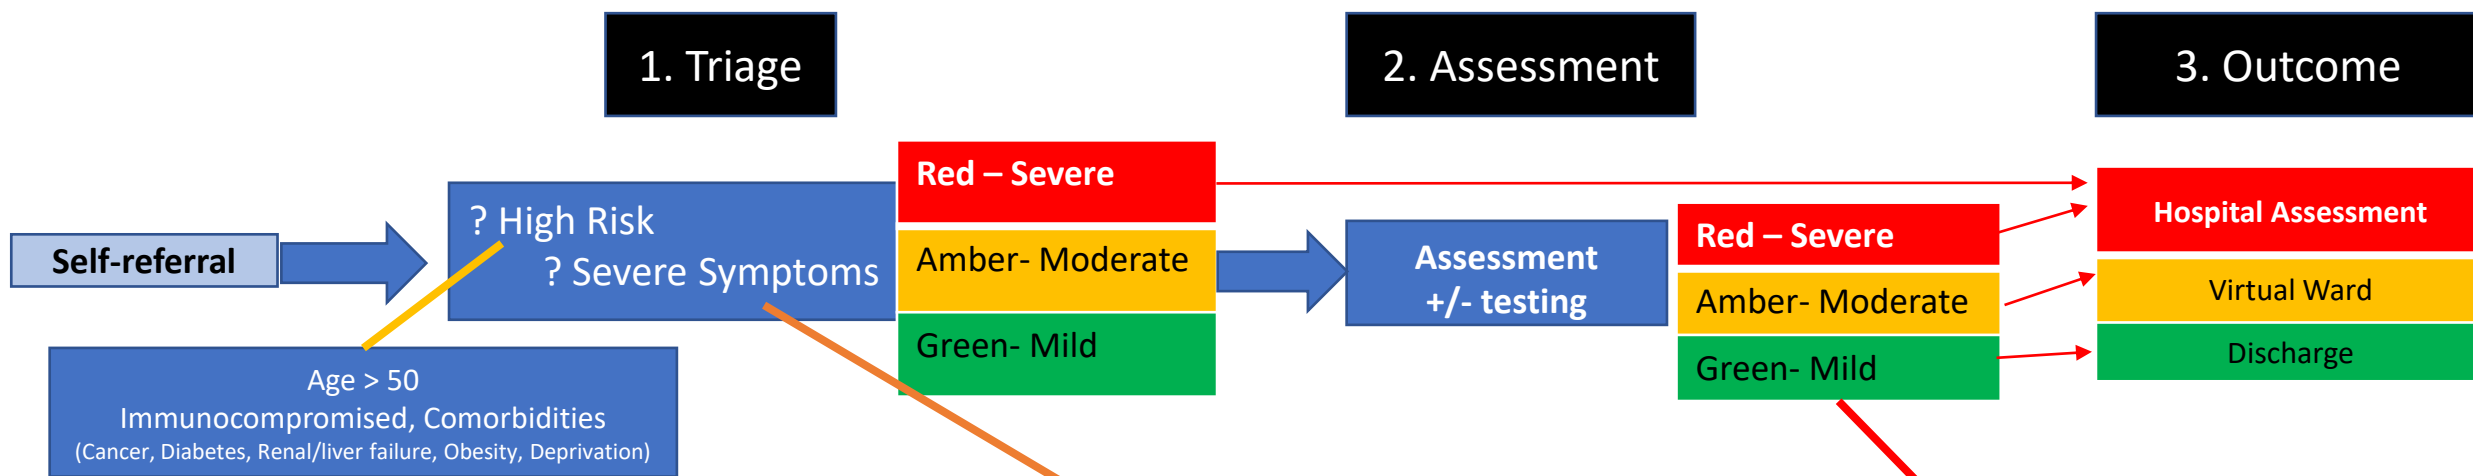 1. Triage
2. Assessment
3. Outcome
Self-referral
? High Risk
? Severe Symptoms
Age > 50
Immunocompromised, Comorbidities
(Cancer, Diabetes, Renal/liver failure, Obesity, Deprivation)
Red – Severe
Amber- Moderate
Green- Mild
Assessment
+/- testing
Red – Severe
Amber- Moderate
Green- Mild
Hospital Assessment
Virtual Ward
Discharge